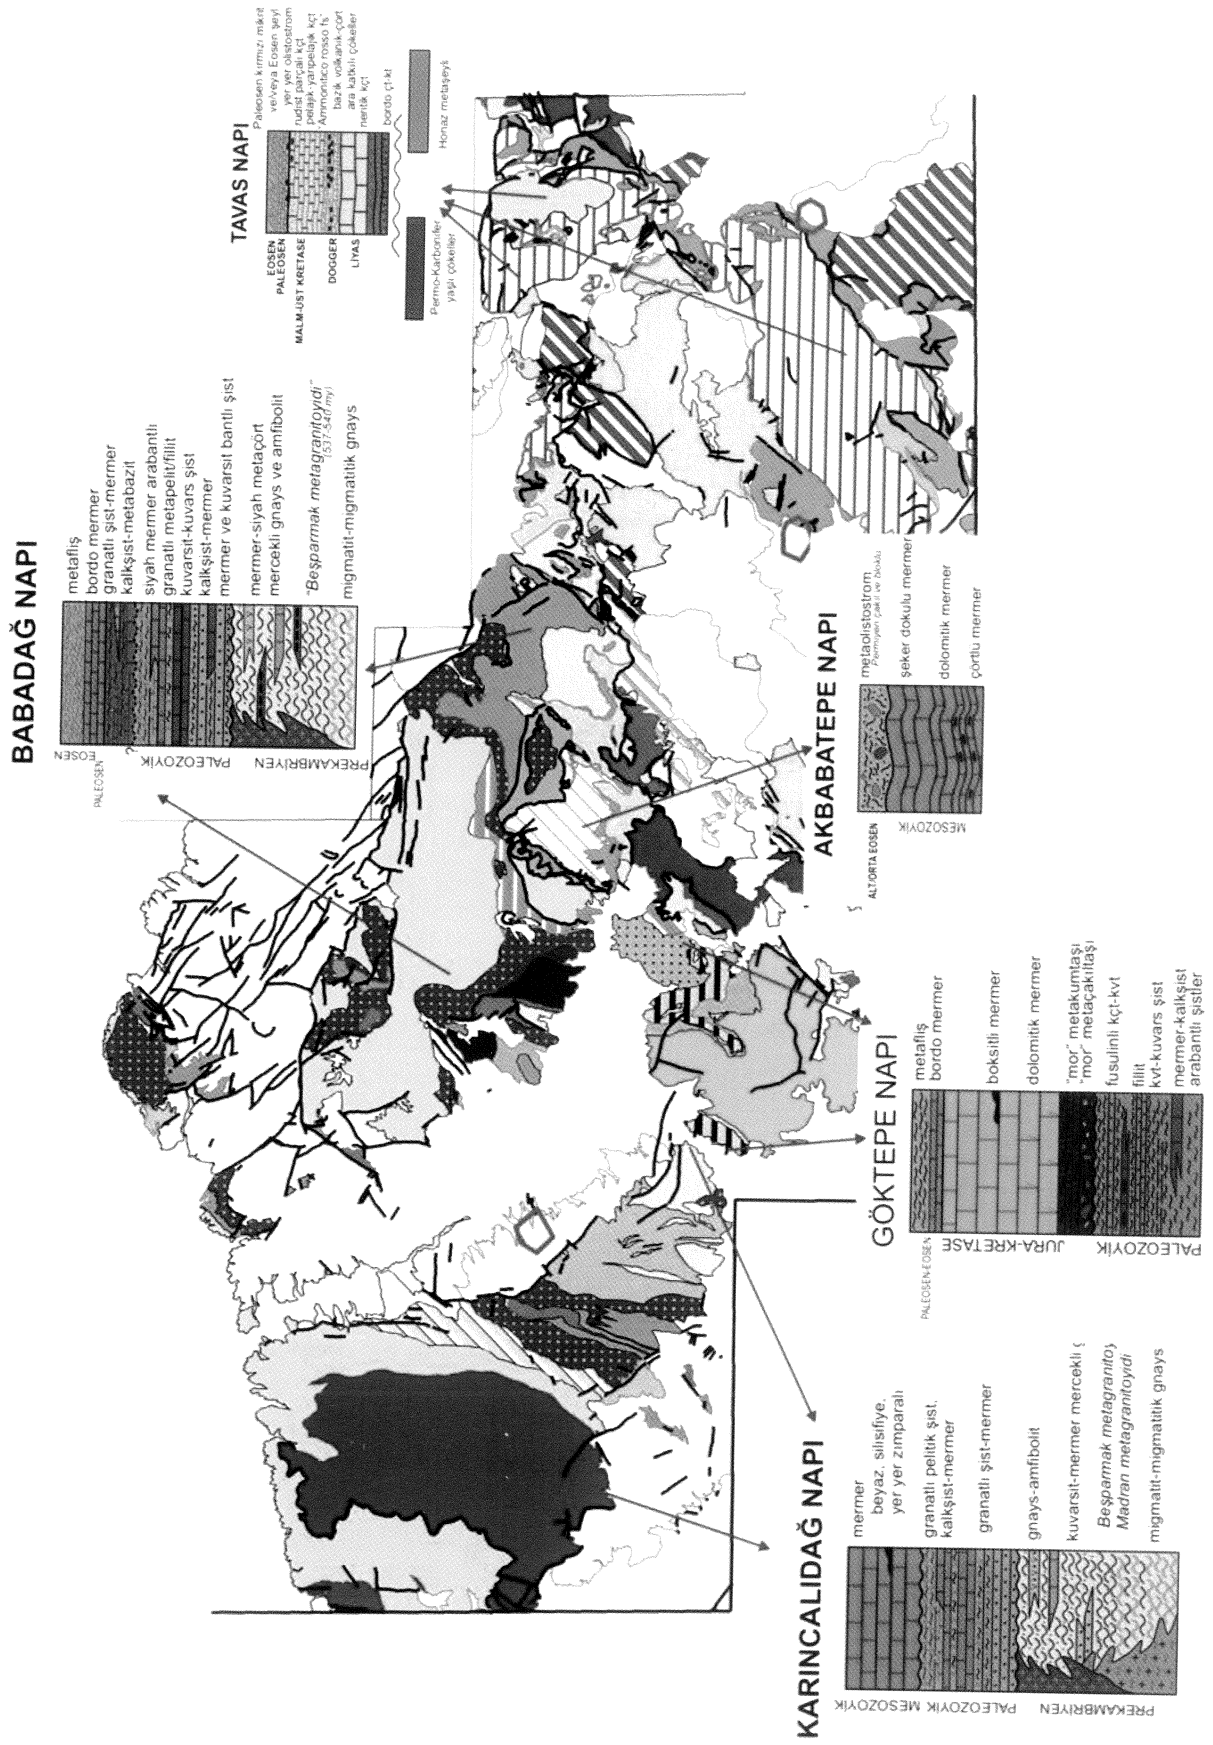 BABADAĞ NAPI
metafliş
bordo mermer
granatlı şist-mermer
kalkşist-metabazit
siyah mermer arabantlı
granatlı metapelit/fillit
kuvarsit-kuvars şist
kalkşist-mermer
mermer ve kuvarsit bantlı şist
mermer-siyah metaçört
mercekli gnays ve amfibolit
"Beşparmak metagranitoyidi"
(537-540 my)
migmatit-migmatitik gnays
EOSEN
PALEOSEN
?
PALEOZOYİK
PREKAMBRİYEN
TAVAS NAPI
Paleosen kırmızı mikrit
ve/veya Eosen şeyl
yer yer olistostrom
rudist parçalı kçt
pelajik-yarıpelajik kçt
"Ammonitico rosso fs"
bazik volkanik-çört
ara katkılı çökeller
neritik kçt
bordo çt-kt
EOSEN
PALEOSEN
MALM-ÜST KRETASE
DOGGER
LİYAS
Permo-Karbonifer
yaşlı çökeller
Honaz metaşeyli
AKBABATEPE NAPI
metaolistostrom
Permiyen çakıl ve bloklu
şeker dokulu mermer
dolomitik mermer
çörtlu mermer
ALT/ORTA EOSEN
MESOZOYİK
GÖKTEPE NAPI
metafliş
bordo mermer
boksitli mermer
dolomitik mermer
"mor" metakumtaşı
"mor" metaçakıltaşı
fusulinli kçt-kvt
fillit
kvt-kuvars şist
mermer-kalkşist
arabantlı şistler
PALEOSEN-EOSEN
JURA-KRETASE
PALEOZOYİK
KARINCALIDAĞ NAPI
mermer
beyaz, silisifiye,
yer yer zımparalı
granatlı pelitik şist,
kalkşist-mermer
granatlı şist-mermer
gnays-amfibolit
kuvarsit-mermer mercekli ç
Beşparmak metagranitoy
Madran metagranitoyidi
migmatit-migmatitik gnays
MESOZOYİK
PALEOZOYİK
PREKAMBRİYEN